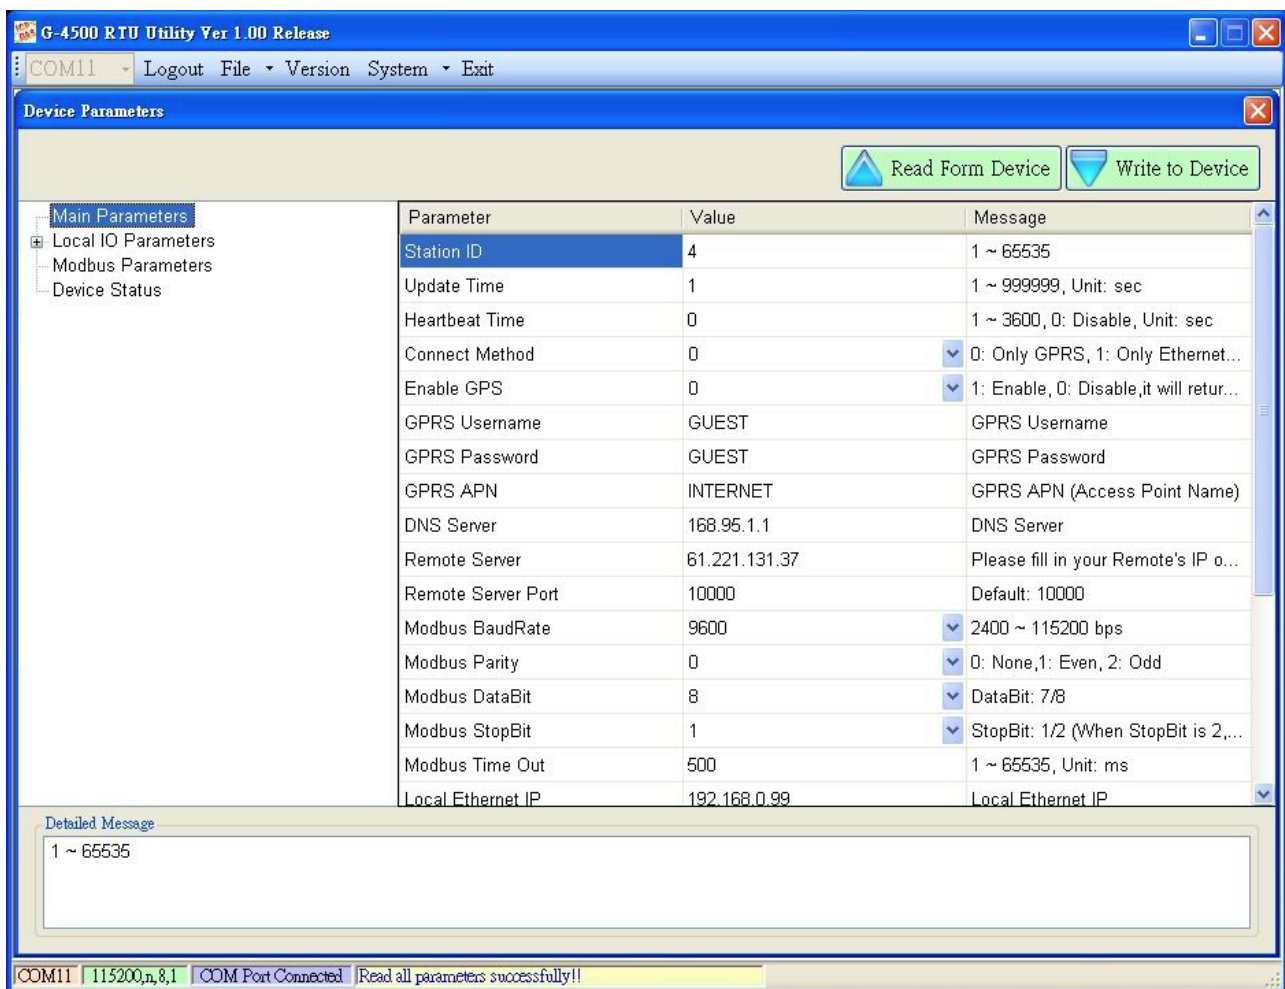 G-4500 RTU Utility Ver 1.00 Release
COM11 Logout File Version System Exit
Device Parameters
Read Form Device Write to Device
Main Parameters
Local IO Parameters
Modbus Parameters
Device Status
Parameter Value Message
Station ID 4 1 ~ 65535
Update Time 1 1 ~ 999999, Unit: sec
Heartbeat Time 0 1 ~ 3600, 0: Disable, Unit: sec
Connect Method 0 0: Only GPRS, 1: Only Ethernet...
Enable GPS 0 1: Enable, 0: Disable,it will retur...
GPRS Username GUEST GPRS Username
GPRS Password GUEST GPRS Password
GPRS APN INTERNET GPRS APN (Access Point Name)
DNS Server 168.95.1.1 DNS Server
Remote Server 61.221.131.37 Please fill in your Remote's IP o...
Remote Server Port 10000 Default: 10000
Modbus BaudRate 9600 2400 ~ 115200 bps
Modbus Parity 0 0: None,1: Even, 2: Odd
Modbus DataBit 8 DataBit: 7/8
Modbus StopBit 1 StopBit: 1/2 (When StopBit is 2,...
Modbus Time Out 500 1 ~ 65535, Unit: ms
Local Ethernet IP 192.168.0.99 Local Ethernet IP
Detailed Message
1 ~ 65535
COM11 115200,n,8,1 COM Port Connected Read all parameters successfully!!